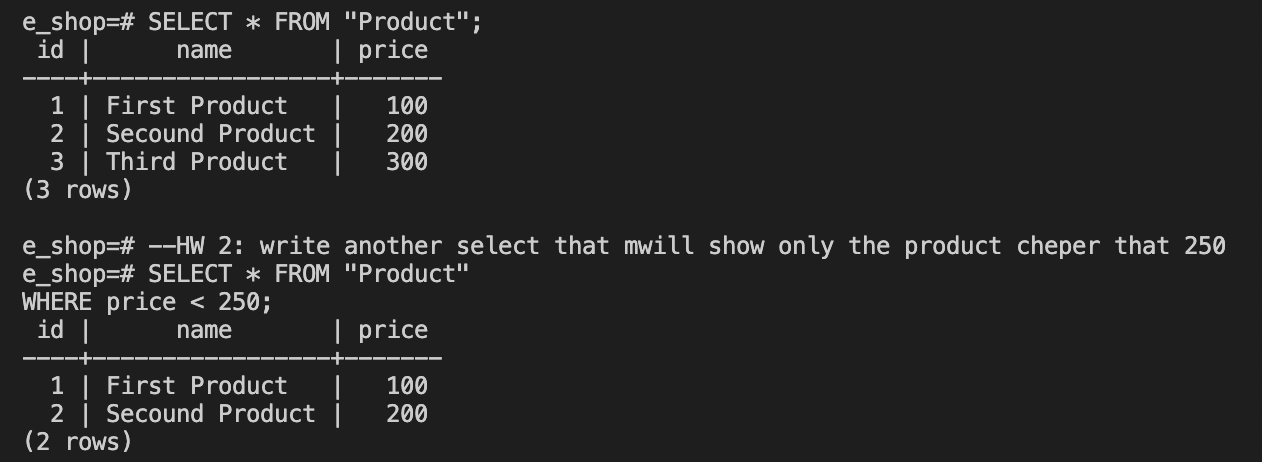 e_shop=# SELECT * FROM "Product";
 id |      name       | price
----+-----------------+-------
  1 | First Product   |   100
  2 | Secound Product |   200
  3 | Third Product   |   300
(3 rows)

e_shop=# --HW 2: write another select that mwill show only the product cheper that 250
e_shop=# SELECT * FROM "Product"
WHERE price < 250;
 id |      name       | price
----+-----------------+-------
  1 | First Product   |   100
  2 | Secound Product |   200
(2 rows)